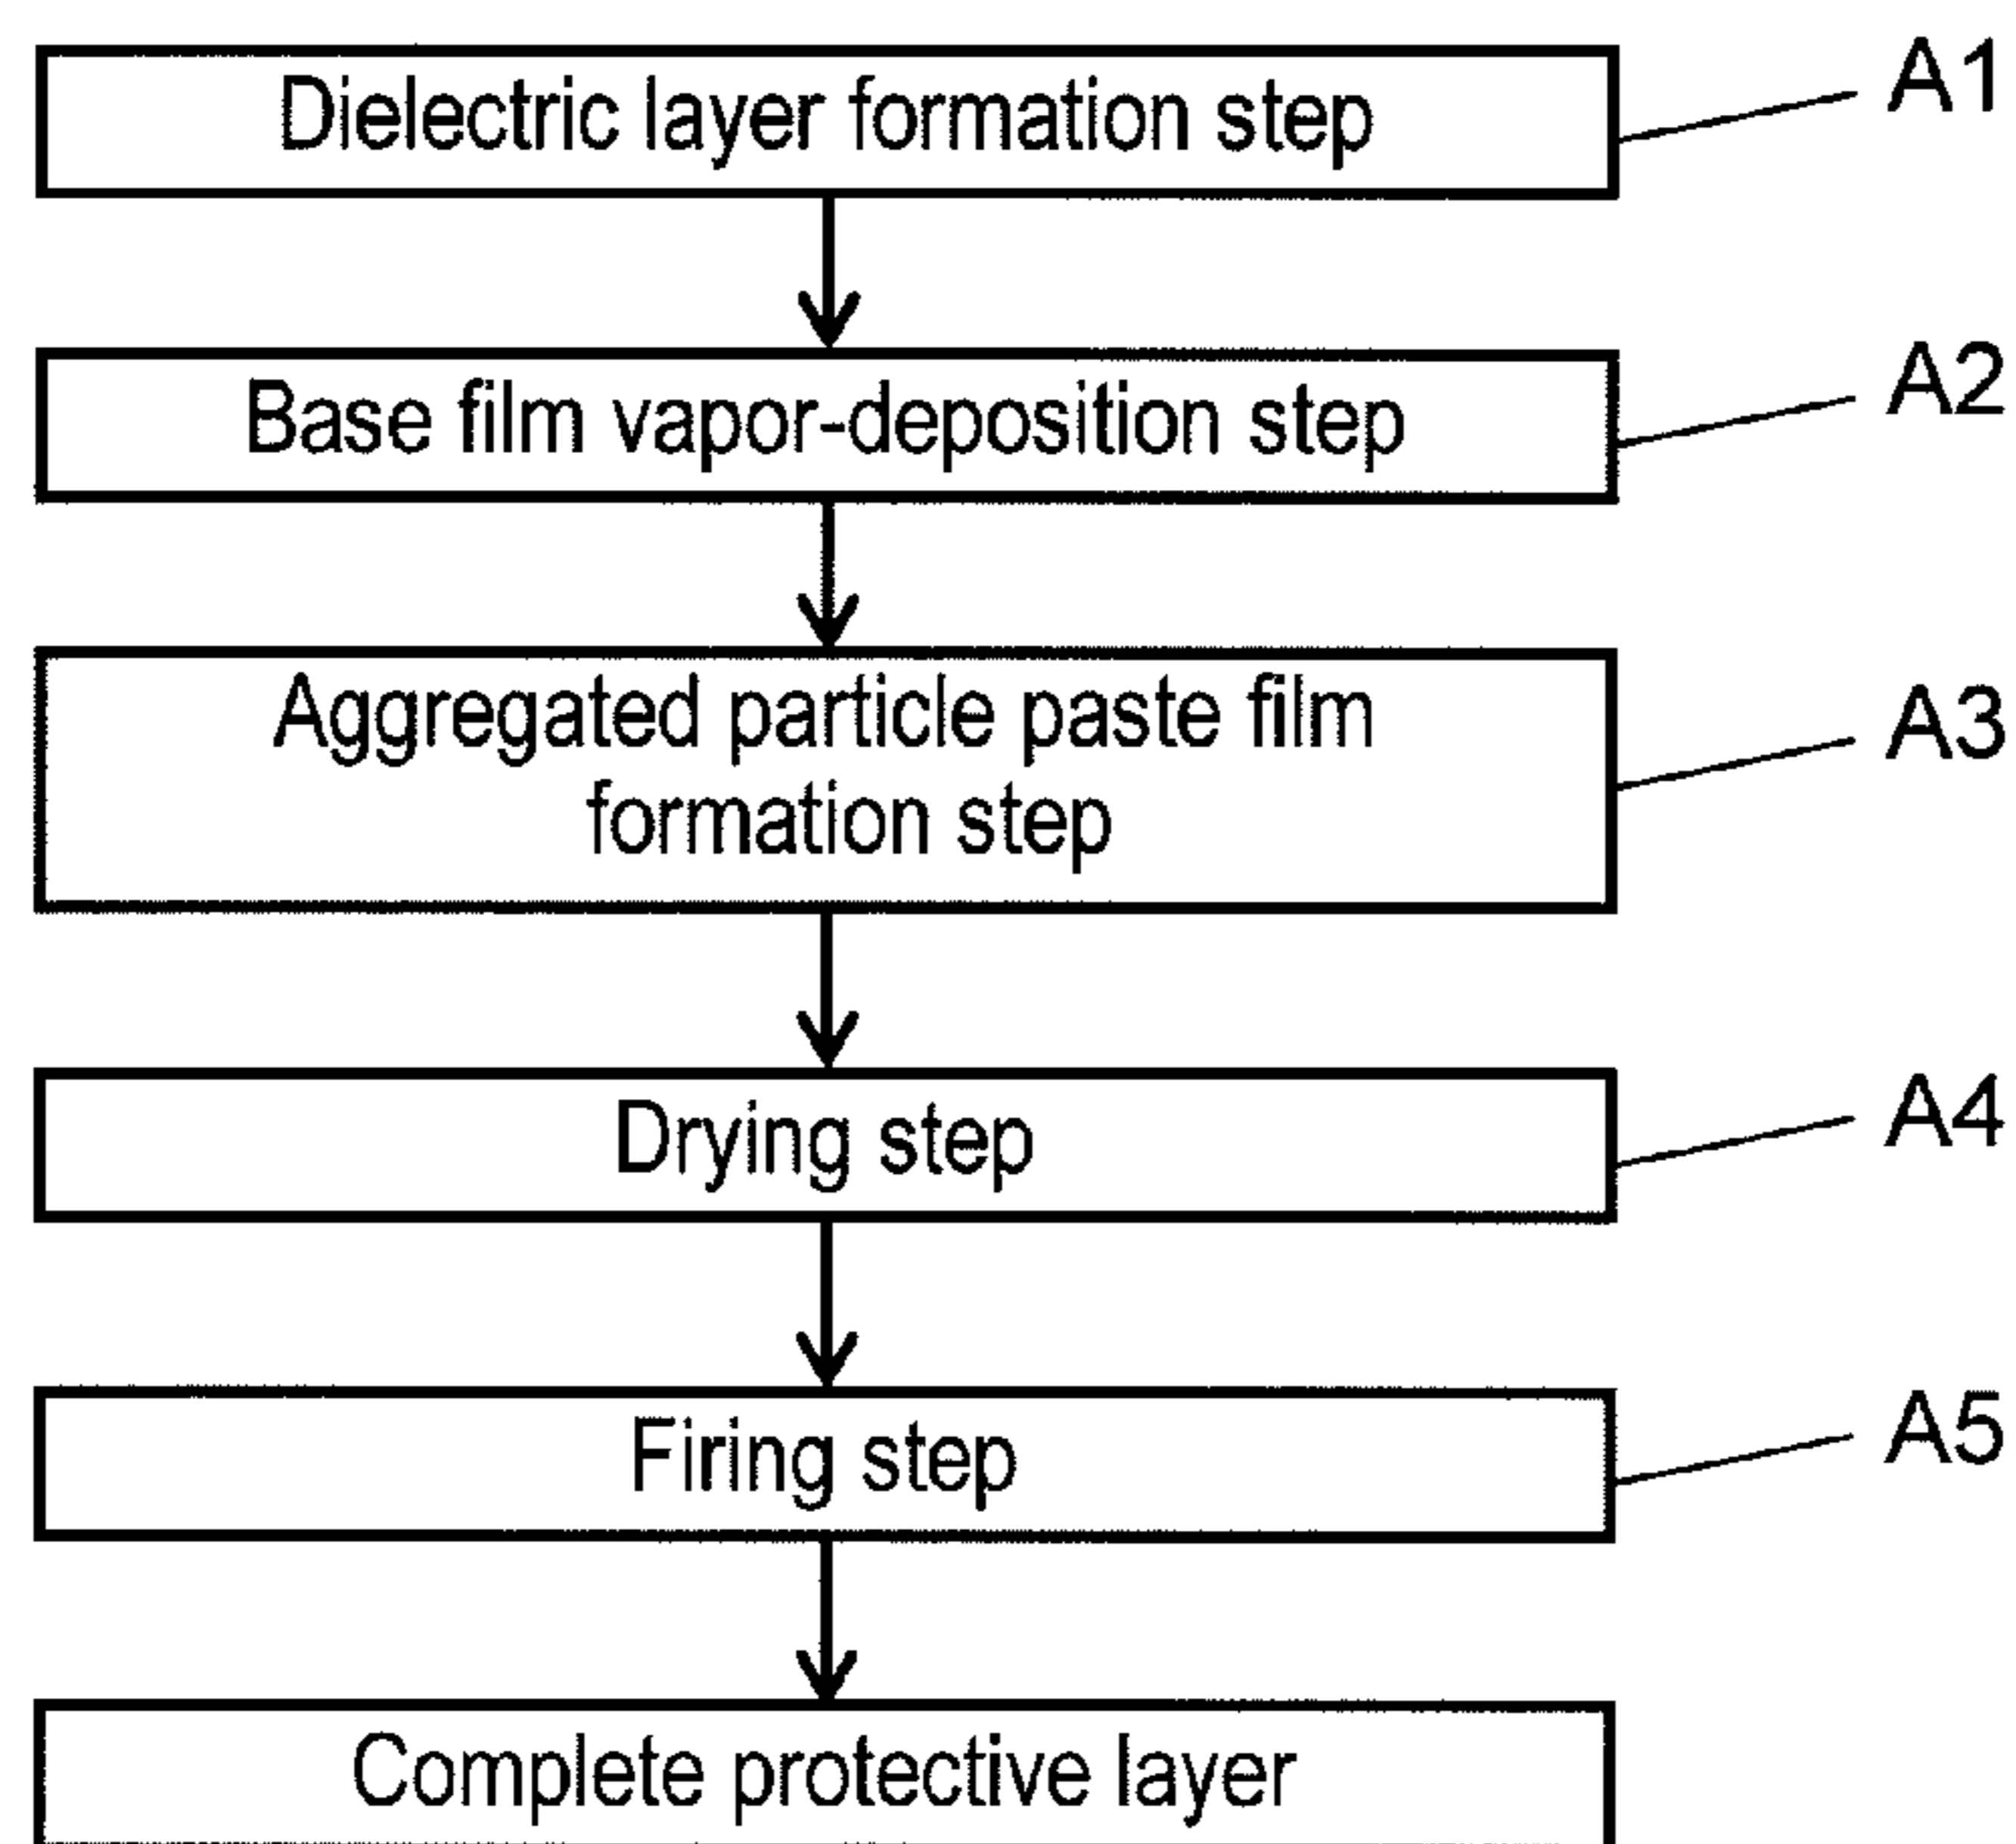 Dielectric layer formation step A1
Base film vapor-deposition step A2
Aggregated particle paste film
formation step A3
Drying step A4
Firing step A5
Complete protective layer